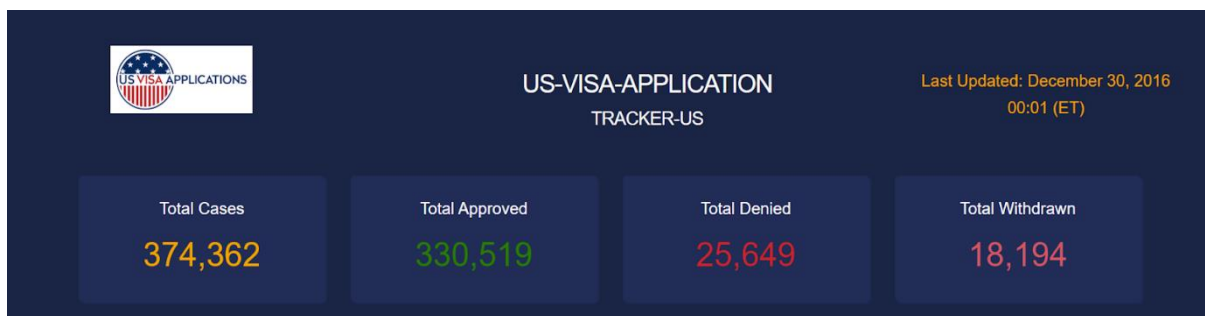 US VISA APPLICATIONS
US-VISA-APPLICATION
TRACKER-US
Last Updated: December 30, 2016
00:01 (ET)
Total Cases
374,362
Total Approved
330,519
Total Denied
25,649
Total Withdrawn
18,194